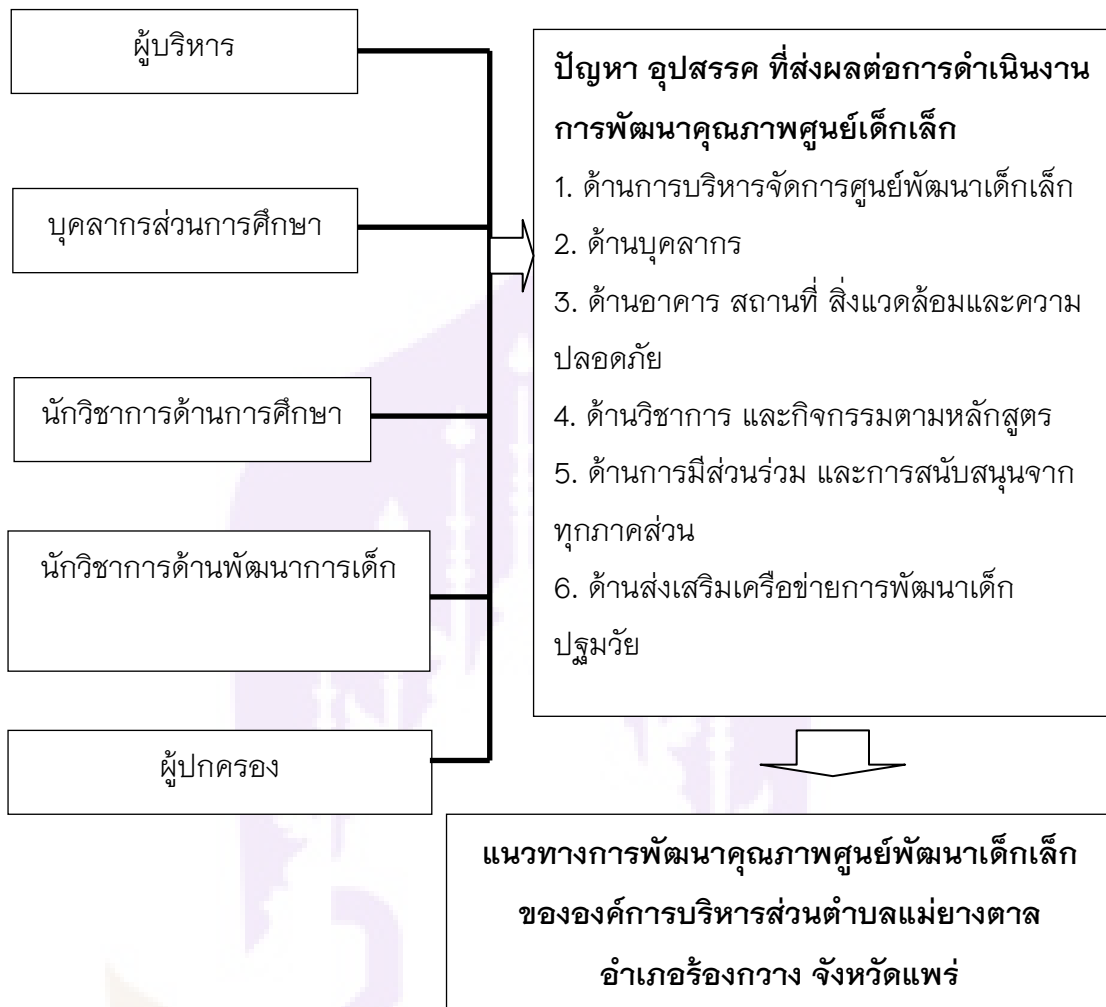 ผู้บริหาร
บุคลากรส่วนการศึกษา
นักวิชาการด้านการศึกษา
นักวิชาการด้านพัฒนาการเด็ก
ผู้ปกครอง
ปัญหา อุปสรรค ที่ส่งผลต่อการดำเนินงาน
การพัฒนาคุณภาพศูนย์เด็กเล็ก
1. ด้านการบริหารจัดการศูนย์พัฒนาเด็กเล็ก
2. ด้านบุคลากร
3. ด้านอาคาร สถานที่ สิ่งแวดล้อมและความ
ปลอดภัย
4. ด้านวิชาการ และกิจกรรมตามหลักสูตร
5. ด้านการมีส่วนร่วม และการสนับสนุนจาก
ทุกภาคส่วน
6. ด้านส่งเสริมเครือข่ายการพัฒนาเด็ก
ปฐมวัย
แนวทางการพัฒนาคุณภาพศูนย์พัฒนาเด็กเล็ก
ขององค์การบริหารส่วนตำบลแม่ยางตาล
อำเภอร้องกวาง จังหวัดแพร่